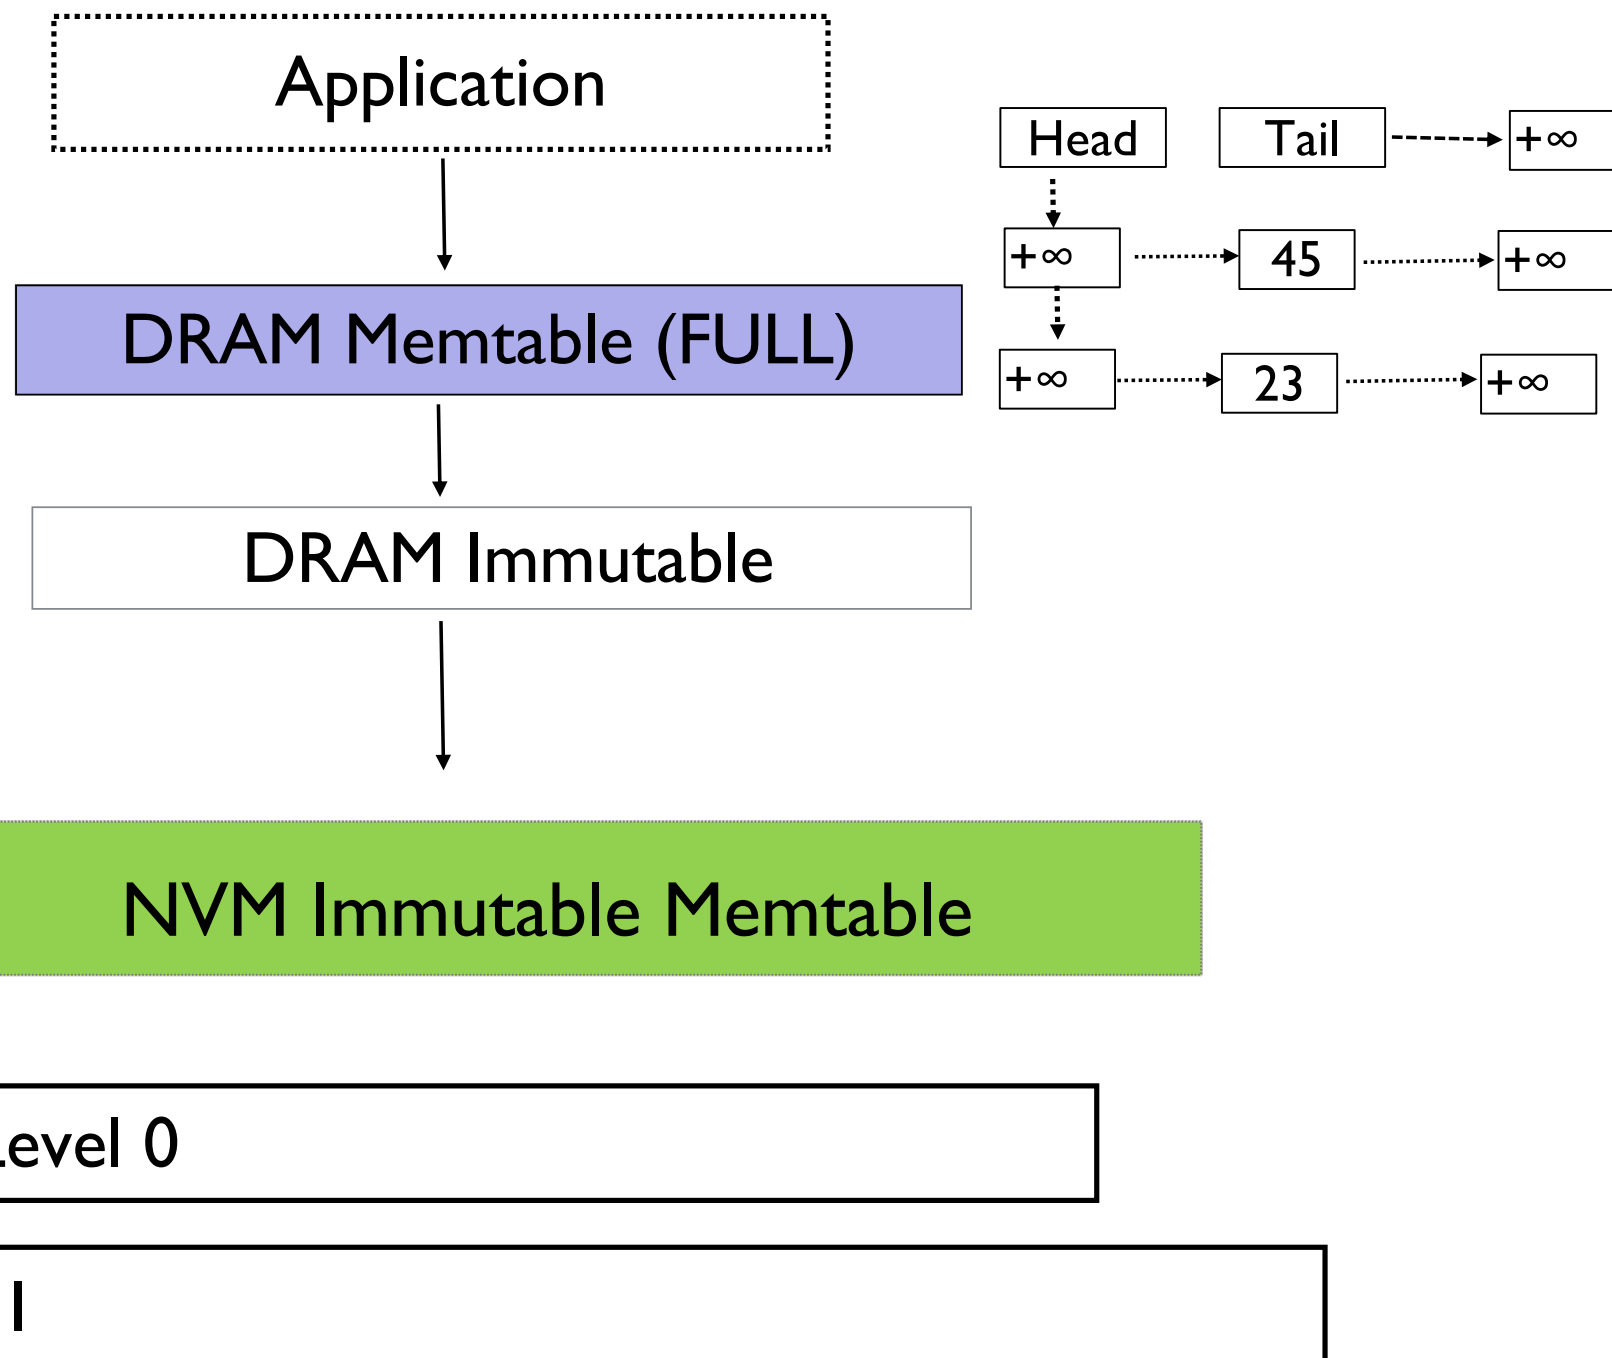 Application
Head Tail +∞
+∞ 45 +∞
DRAM Memtable (FULL)
+∞ 23 +∞
DRAM Immutable
NVM Immutable Memtable
evel 0
1